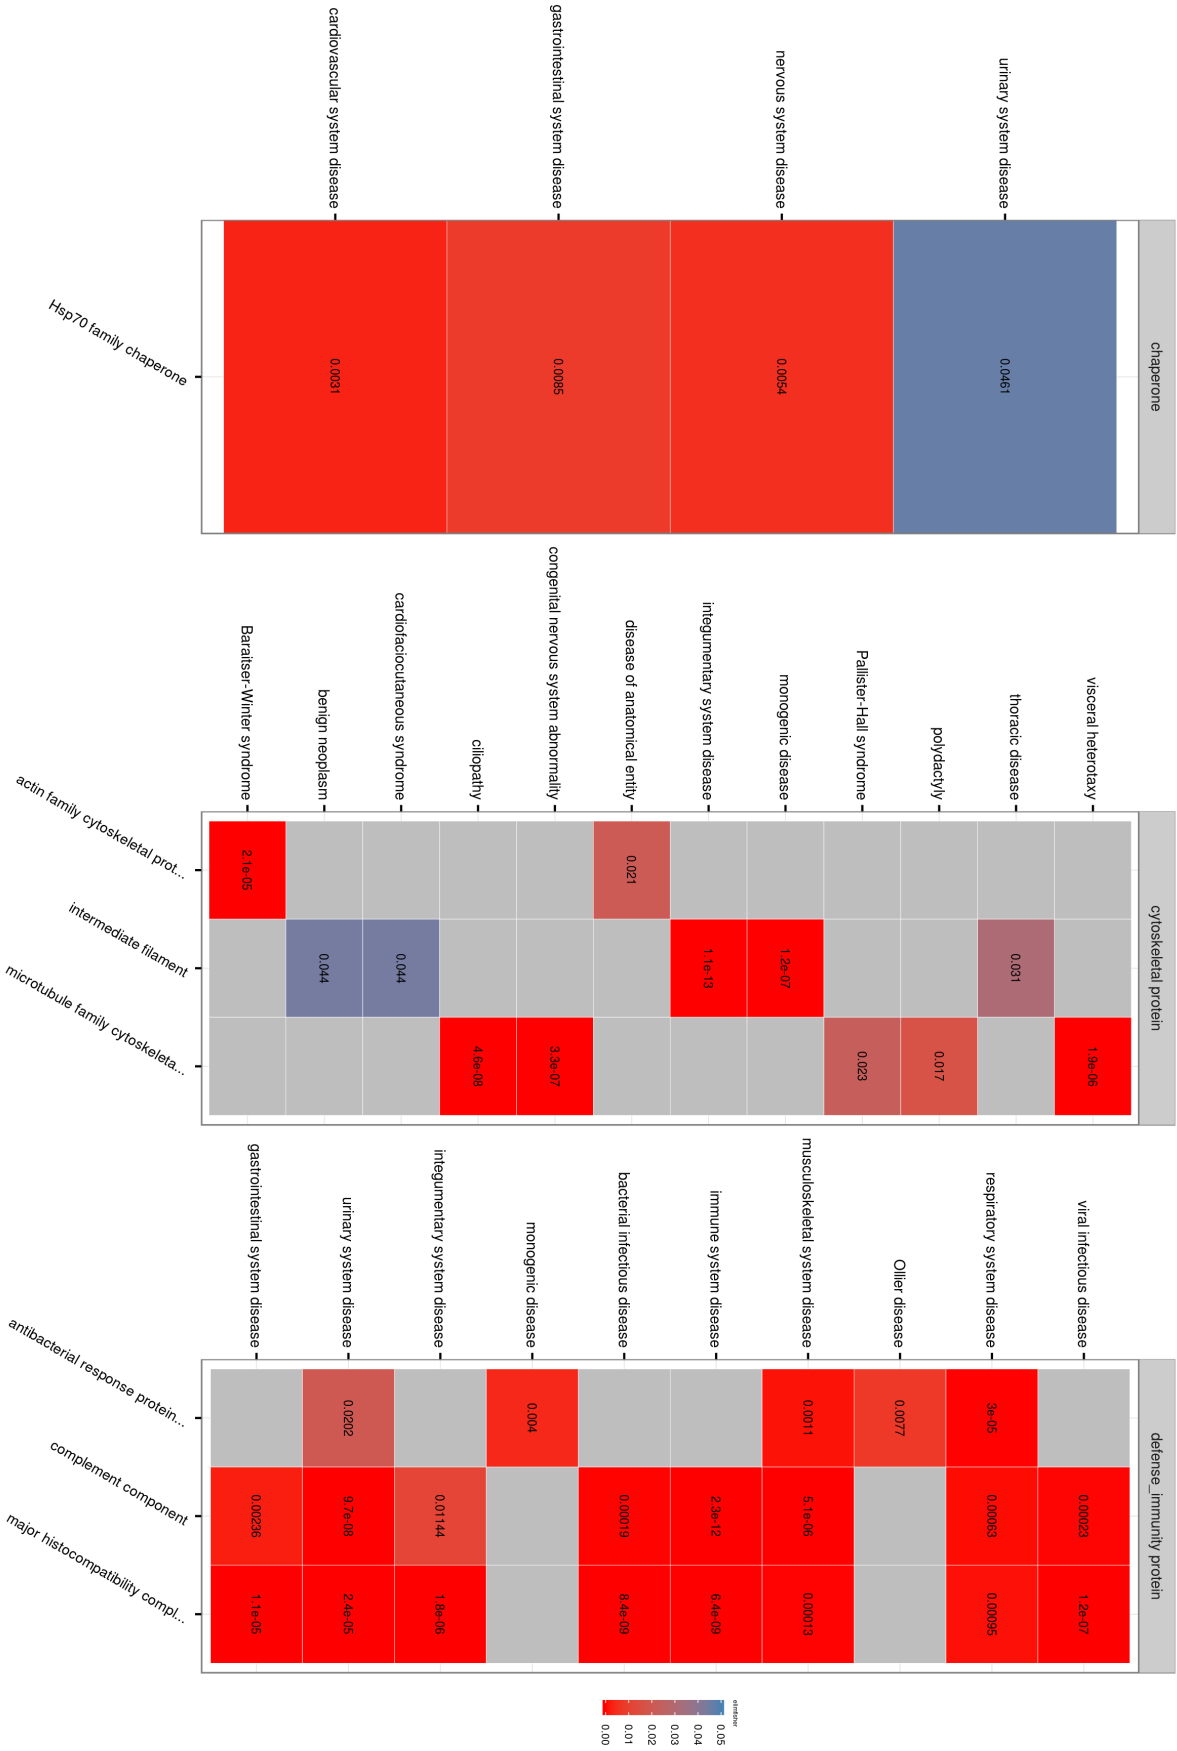 chaperone
urinary system disease
0.0461
nervous system disease
0.0054
gastrointestinal system disease
0.0085
cardiovascular system disease
0.0031
Hsp70 family chaperone
cytoskeletal protein
visceral heterotaxy
1.9e-06
thoracic disease
0.031
polydactyly
0.017
Pallister-Hall syndrome
0.023
monogenic disease
1.2e-07
integumentary system disease
1.1e-13
disease of anatomical entity
0.021
congenital nervous system abnormality
3.3e-07
ciliopathy
4.6e-08
cardiofaciocutaneous syndrome
0.044
benign neoplasm
0.044
Baraitser-Winter syndrome
2.1e-05
actin family cytoskeletal prot...
intermediate filament
microtubule family cytoskeleta...
defense_immunity protein
viral infectious disease
0.00023 1.2e-07
respiratory system disease
3e-05 0.00083 0.00095
Ollier disease
0.0077
musculoskeletal system disease
0.0011 5.1e-06 0.00013
immune system disease
2.3e-12 6.4e-09
bacterial infectious disease
0.00019 8.4e-09
monogenic disease
0.004
integumentary system disease
0.01144 1.8e-06
urinary system disease
0.0202 9.7e-08 2.4e-05
gastrointestinal system disease
0.00236 1.1e-05
antibacterial response protein...
complement component
major histocompatibility compl...
elimfisher
0.05
0.04
0.03
0.02
0.01
0.00